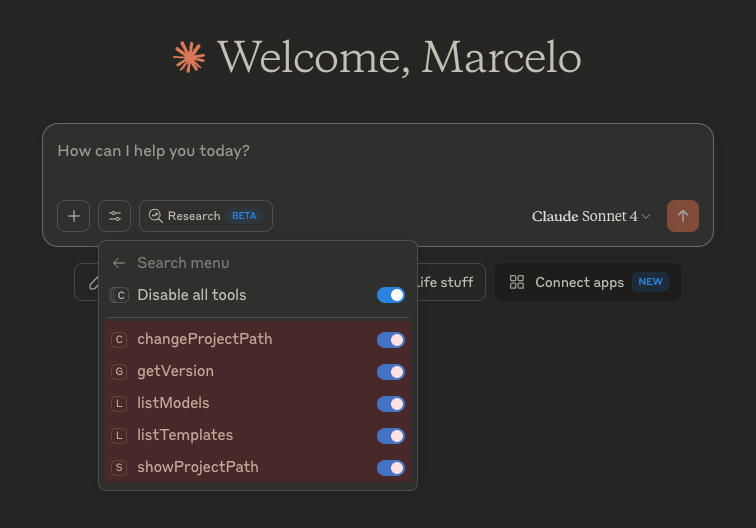 Welcome, Marcelo
How can I help you today?
Research BETA
Claude Sonnet 4
Search menu
C Disable all tools
life stuff
Connect apps NEW
C changeProjectPath
G getVersion
L listModels
L listTemplates
S showProjectPath